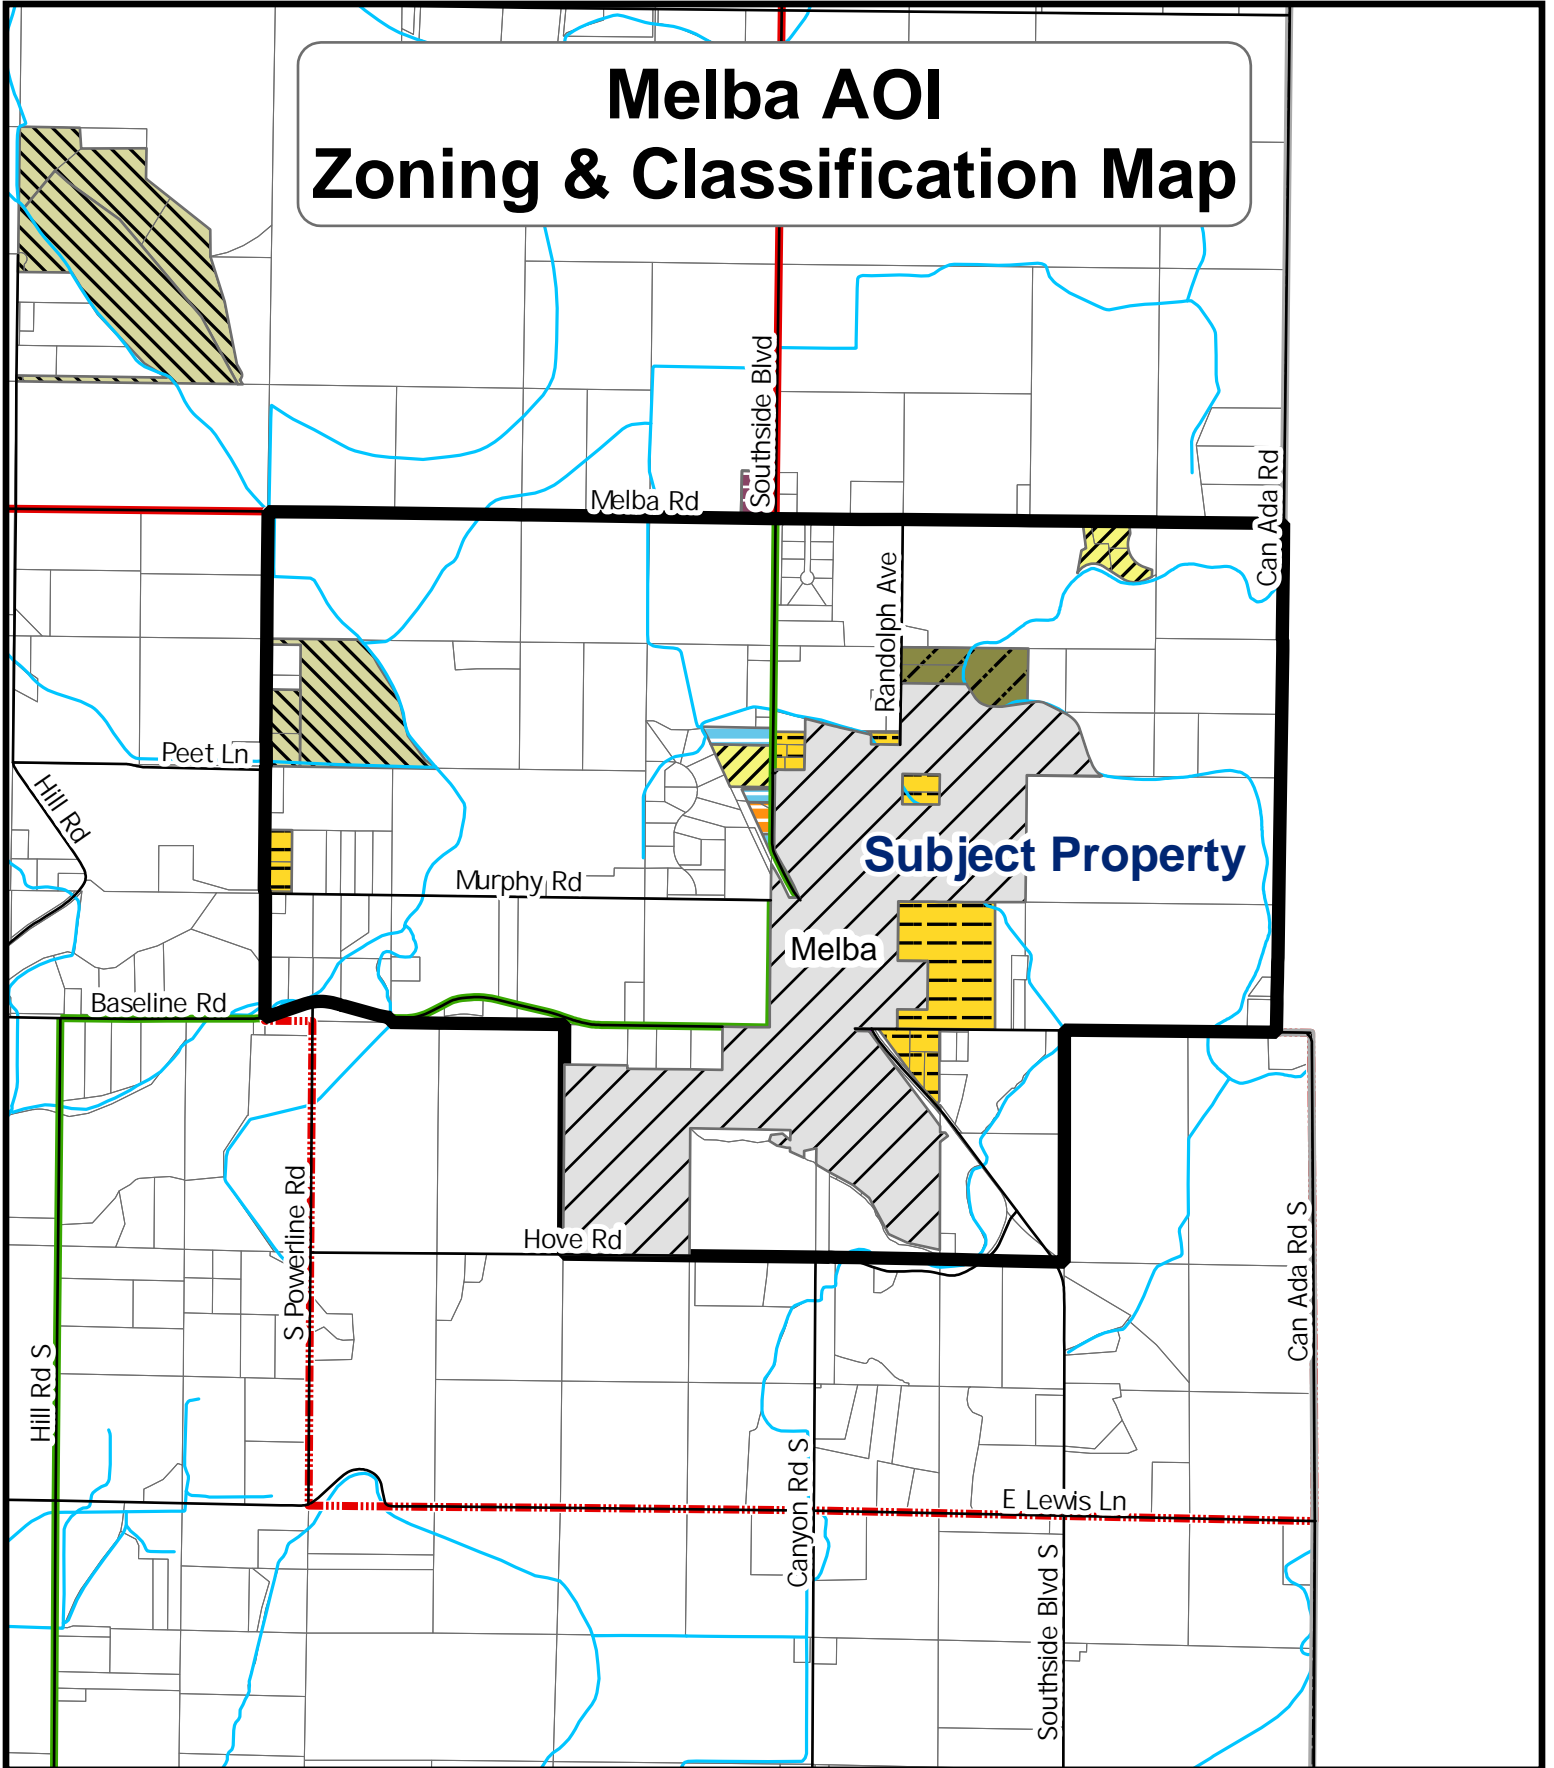 Melba AOI
Zoning & Classification Map
Southside Blvd
Melba Rd
Can Ada Rd
Randolph Ave
Peet Ln
Hill Rd
Subject Property
Murphy Rd
Melba
Baseline Rd
S Powerline Rd
Hove Rd
Can Ada Rd S
Hill Rd S
Canyon Rd S
E Lewis Ln
Southside Blvd S